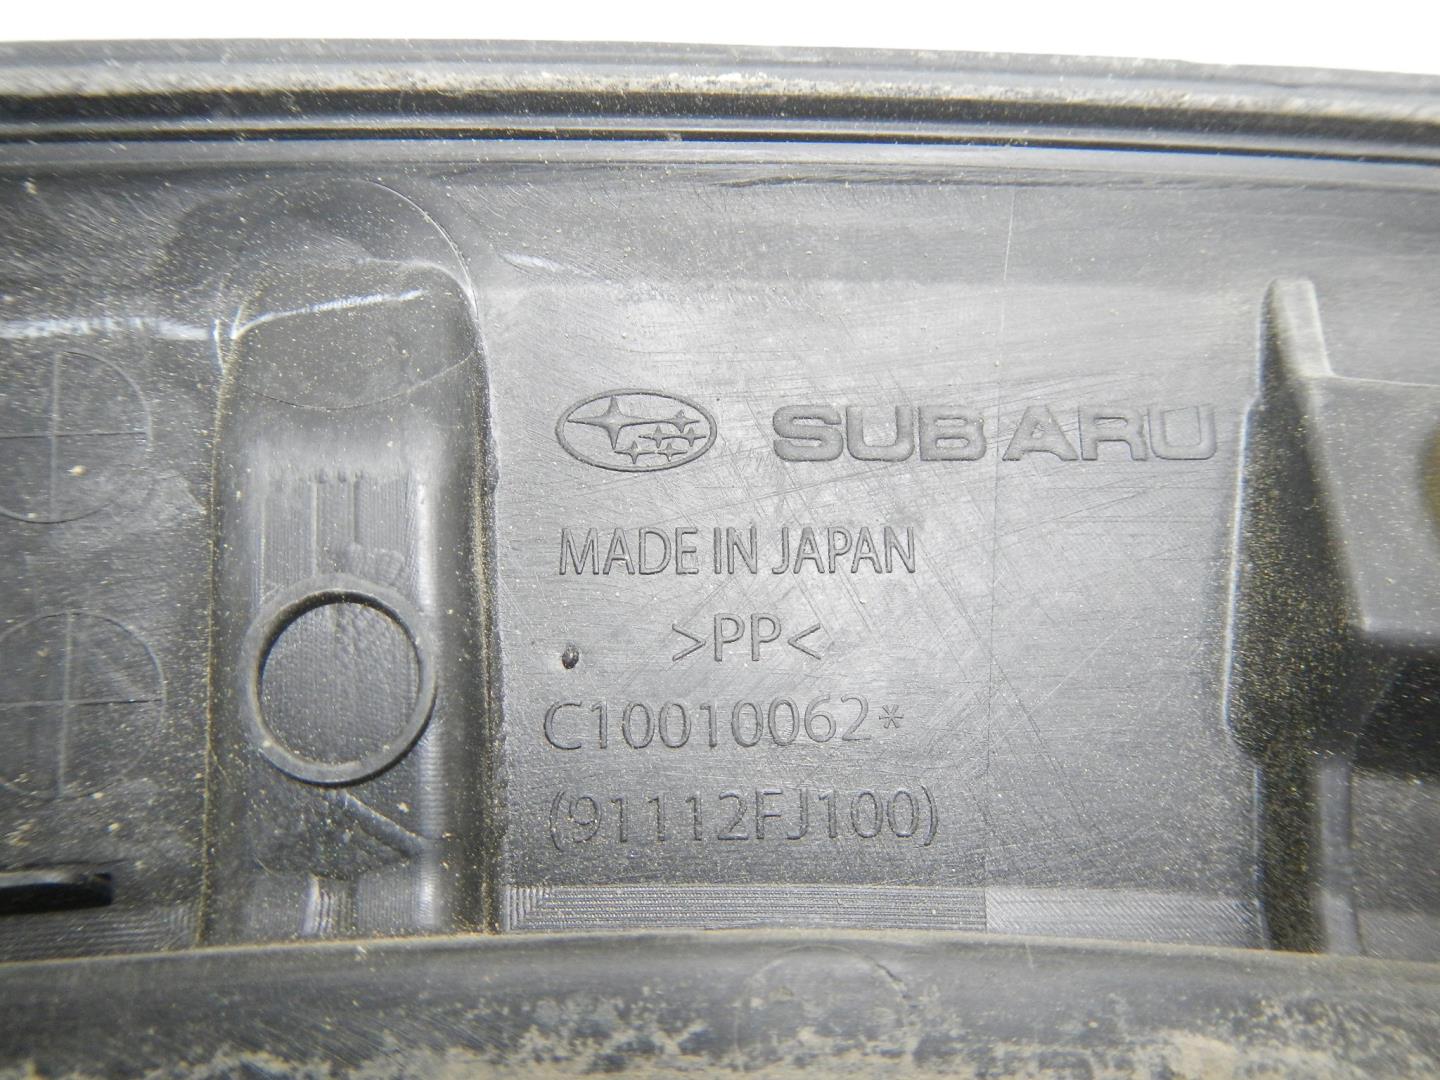 SUBARU
MADE IN JAPAN
>PP<
C10010062*
(91112FJ100)